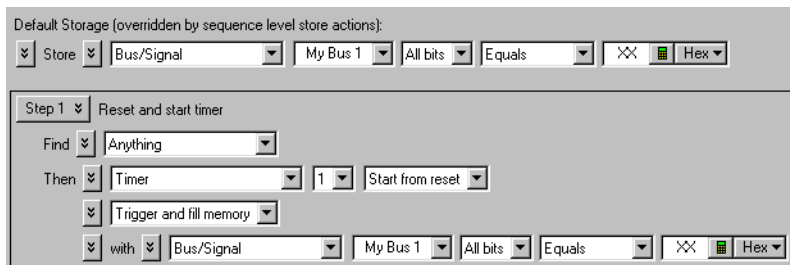 Default Storage (overridden by sequence level store actions):
Store Bus/Signal My Bus 1 All bits Equals XX Hex
Step 1 Reset and start timer
Find Anything
Then Timer 1 Start from reset
Trigger and fill memory
with Bus/Signal My Bus 1 All bits Equals XX Hex